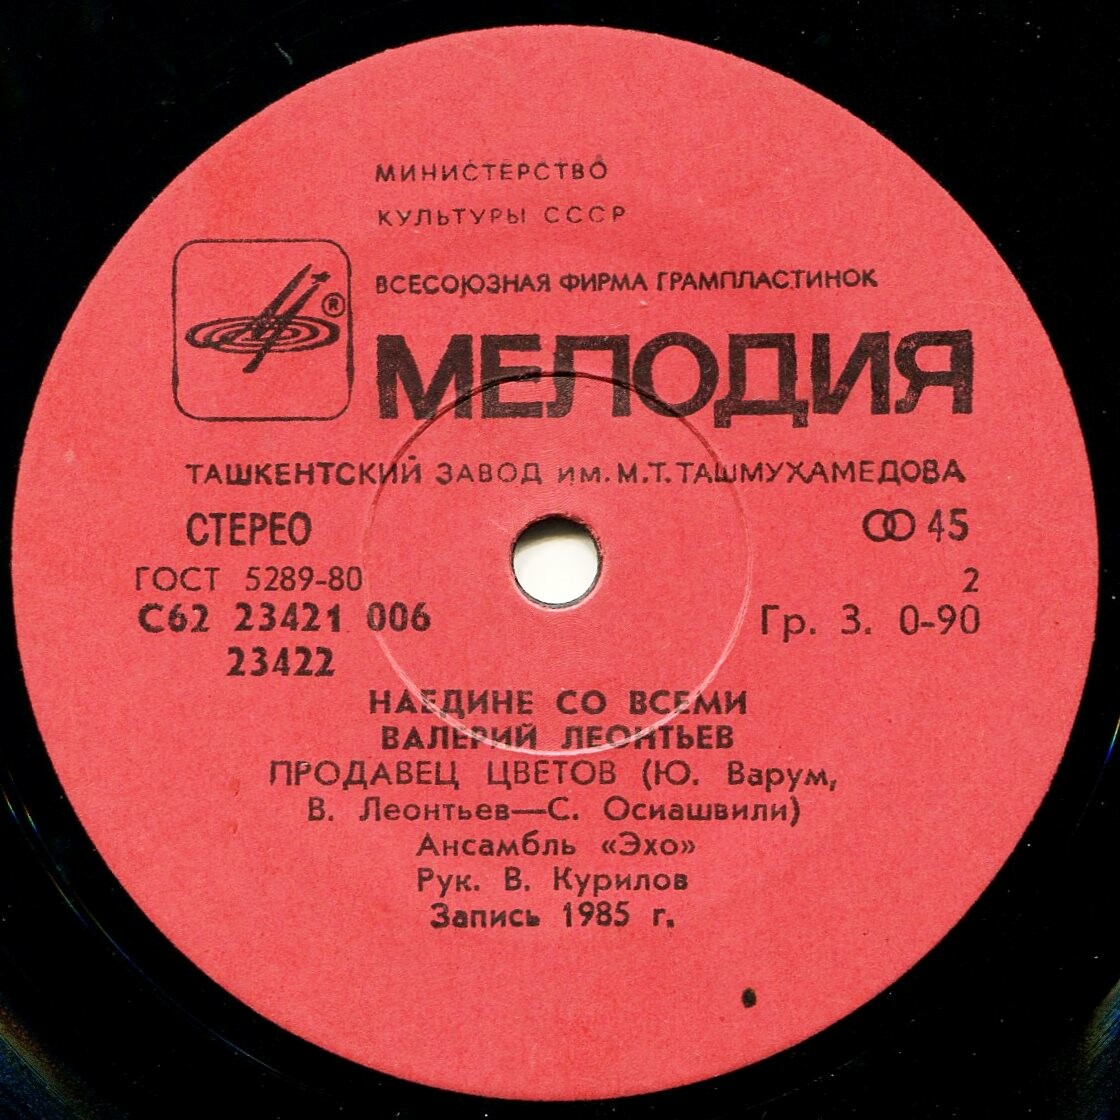 МИНИСТЕРСТВО
КУЛЬТУРЫ СССР
ВСЕСОЮЗНАЯ ФИРМА ГРАМПЛАСТИНОК
®
МЕЛОДИЯ
ТАШКЕНТСКИЙ ЗАВОД им. М.Т. ТАШМУХАМЕДОВА
СТЕРЕО
45
ГОСТ 5289-80
2
С62 23421 006
Гр. 3. 0-90
23422
НАЕДИНЕ СО ВСЕМИ
ВАЛЕРИЙ ЛЕОНТЬЕВ
ПРОДАВЕЦ ЦВЕТОВ (Ю. Варум,
В. Леонтьев—С. Осиашвили)
Ансамбль «Эхо»
Рук. В. Курилов
Запись 1985 г.